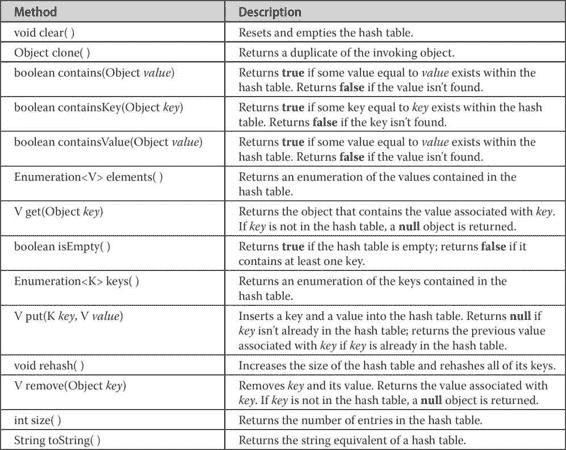 Method Description
void clear( ) Resets and empties the hash table.
Object clone( ) Returns a duplicate of the invoking object.
boolean contains(Object value) Returns true if some value equal to value exists within the
hash table. Returns false if the value isn't found.
boolean containsKey(Object key) Returns true if some key equal to key exists within the hash
table. Returns false if the key isn't found.
boolean containsValue(Object value) Returns true if some value equal to value exists within the
hash table. Returns false if the value isn't found.
Enumeration<V> elements( ) Returns an enumeration of the values contained in the
hash table.
V get(Object key) Returns the object that contains the value associated with key.
If key is not in the hash table, a null object is returned.
boolean isEmpty( ) Returns true if the hash table is empty; returns false if it
contains at least one key.
Enumeration<K> keys( ) Returns an enumeration of the keys contained in the
hash table.
V put(K key, V value) Inserts a key and a value into the hash table. Returns null if
key isn't already in the hash table; returns the previous value
associated with key if key is already in the hash table.
void rehash( ) Increases the size of the hash table and rehashes all of its keys.
V remove(Object key) Removes key and its value. Returns the value associated with
key. If key is not in the hash table, a null object is returned.
int size( ) Returns the number of entries in the hash table.
String toString( ) Returns the string equivalent of a hash table.